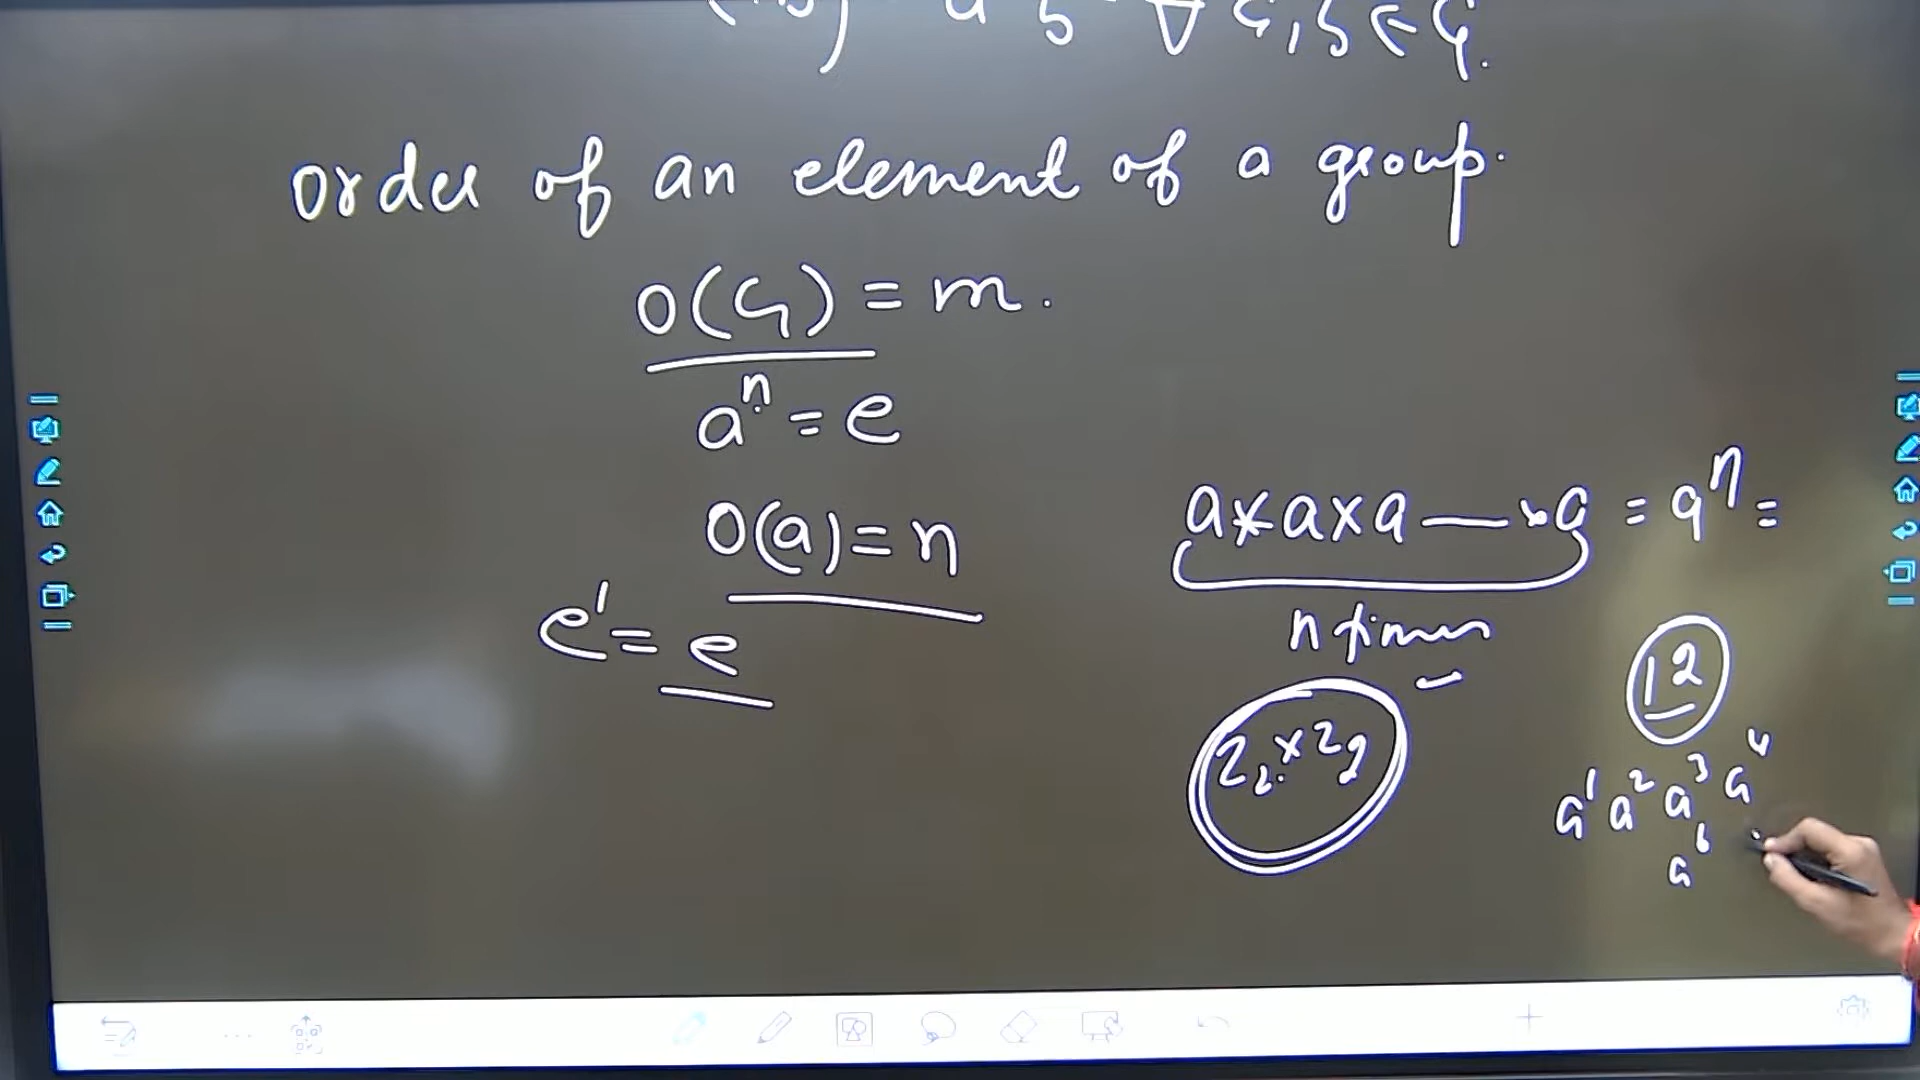 b) a b ∀ a, b ∈ G.
order of an element of a group.
O(G) = m.
aⁿ = e
O(a) = n
e¹ = e
a * a × a — × a = aⁿ =
n times
12
Z₂ × Z₂
a¹ a² a³ a⁴
a⁶